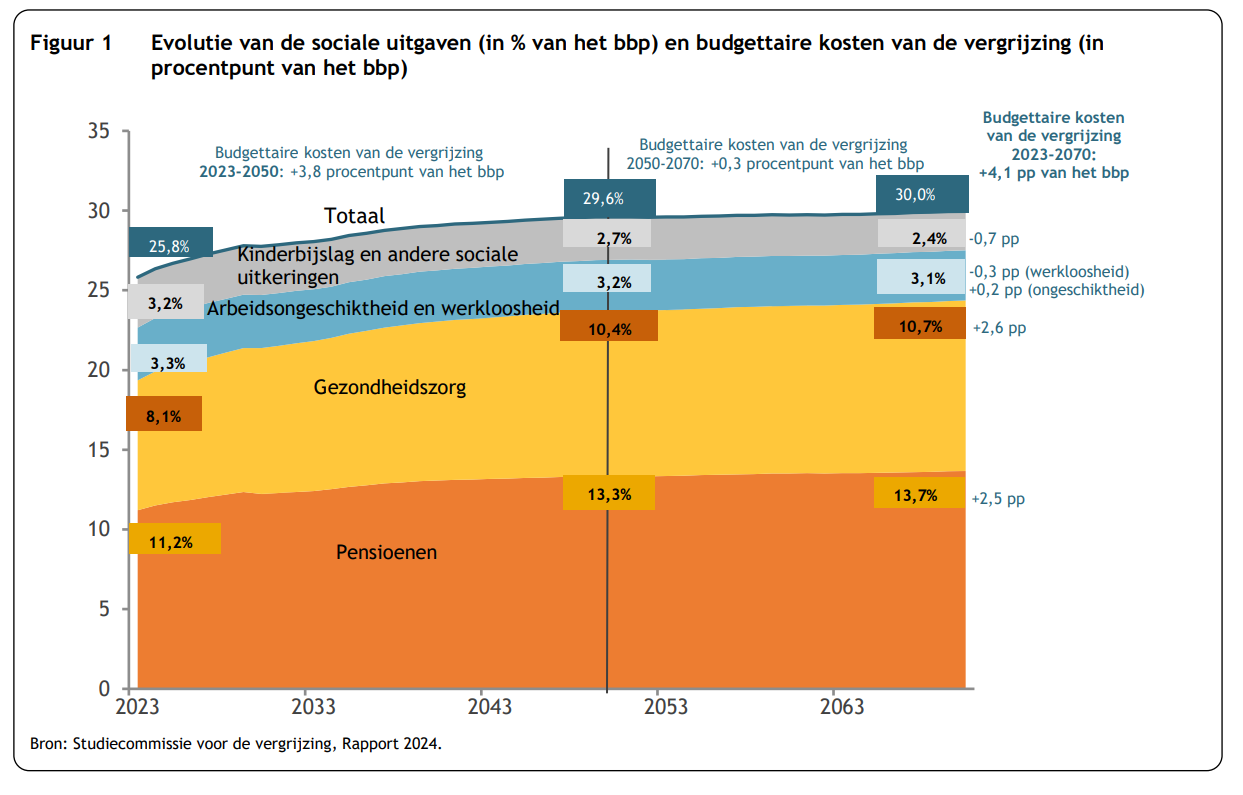 Figuur 1 Evolutie van de sociale uitgaven (in % van het bbp) en budgettaire kosten van de vergrijzing (in
procentpunt van het bbp)
Budgettaire kosten
van de vergrijzing
2023-2070:
+4,1 pp van het bbp
Budgettaire kosten van de vergrijzing
2023-2050: +3,8 procentpunt van het bbp
Budgettaire kosten van de vergrijzing
2050-2070: +0,3 procentpunt van het bbp
35
30
25
20
15
10
5
0
Totaal
25,8%
29,6%
30,0%
Kinderbijslag en andere sociale
uitkeringen
3,2%
2,7%
2,4%
-0,7 pp
Arbeidsongeschiktheid en werkloosheid
3,3%
3,2%
3,1%
-0,3 pp (werkloosheid)
+0,2 pp (ongeschiktheid)
Gezondheidszorg
8,1%
10,4%
10,7%
+2,6 pp
Pensioenen
11,2%
13,3%
13,7%
+2,5 pp
2023 2033 2043 2053 2063
Bron: Studiecommissie voor de vergrijzing, Rapport 2024.